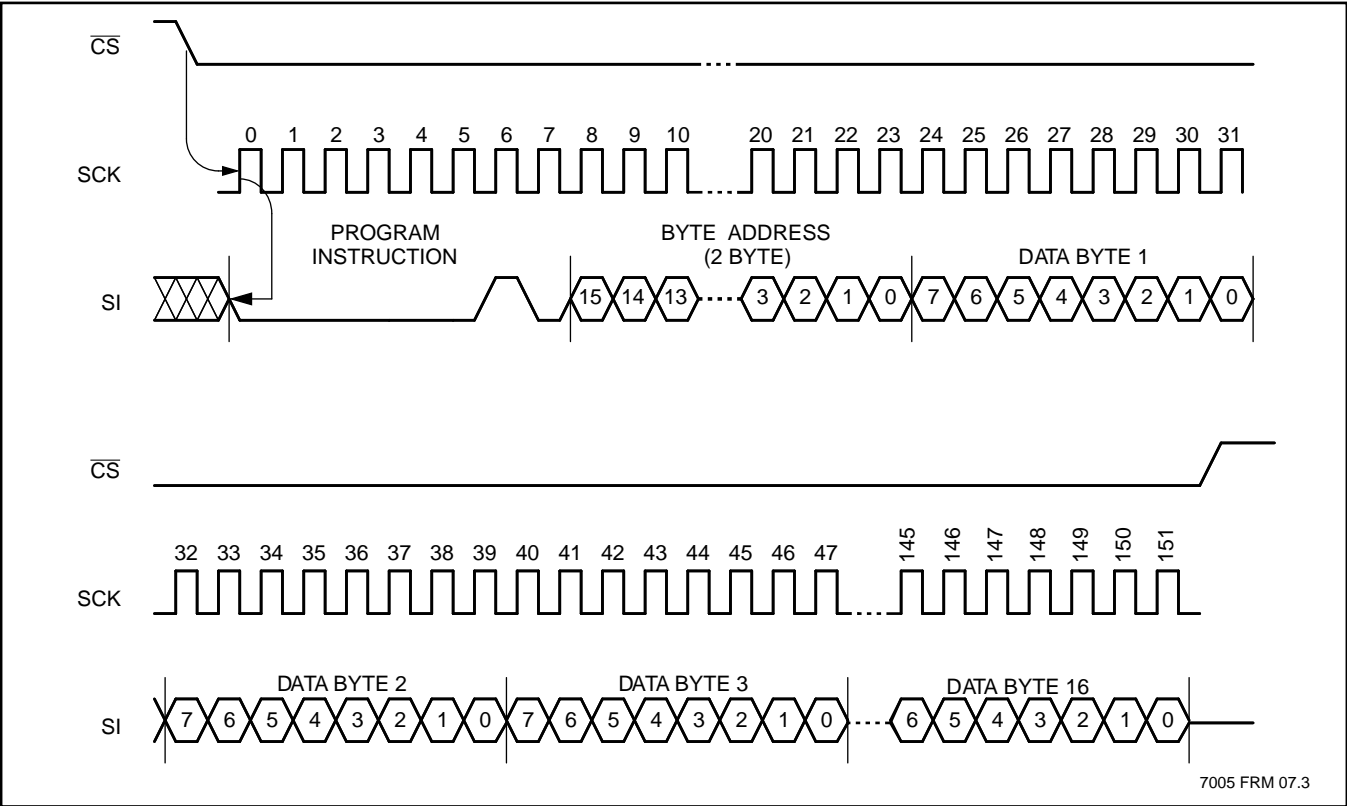 CS
0 1 2 3 4 5 6 7 8 9 10 20 21 22 23 24 25 26 27 28 29 30 31
SCK
PROGRAM
INSTRUCTION
BYTE ADDRESS
(2 BYTE)
DATA BYTE 1
SI
15 14 13 3 2 1 0 7 6 5 4 3 2 1 0
CS
32 33 34 35 36 37 38 39 40 41 42 43 44 45 46 47 145 146 147 148 149 150 151
SCK
DATA BYTE 2 DATA BYTE 3 DATA BYTE 16
SI
7 6 5 4 3 2 1 0 7 6 5 4 3 2 1 0 6 5 4 3 2 1 0
7005 FRM 07.3